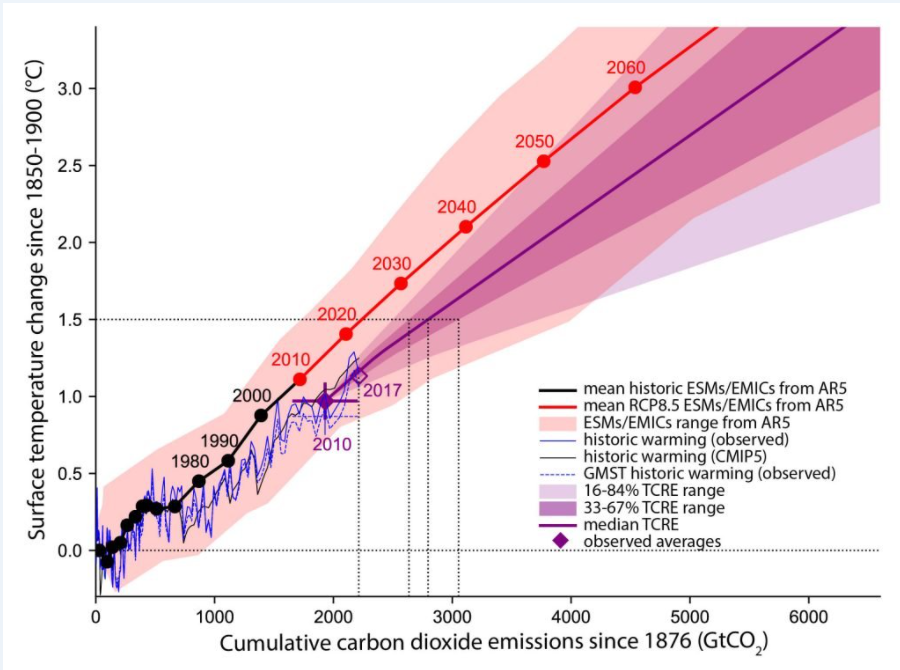 Surface temperature change since 1850-1900 (°C)
3.0
2.5
2.0
1.5
1.0
0.5
0.0
2060
2050
2040
2030
2020
2010
2000
1990
1980
2017
2010
mean historic ESMs/EMICs from AR5
mean RCP8.5 ESMs/EMICs from AR5
ESMs/EMICs range from AR5
historic warming (observed)
historic warming (CMIP5)
GMST historic warming (observed)
16-84% TCRE range
33-67% TCRE range
median TCRE
observed averages
0 1000 2000 3000 4000 5000 6000
Cumulative carbon dioxide emissions since 1876 (GtCO₂)